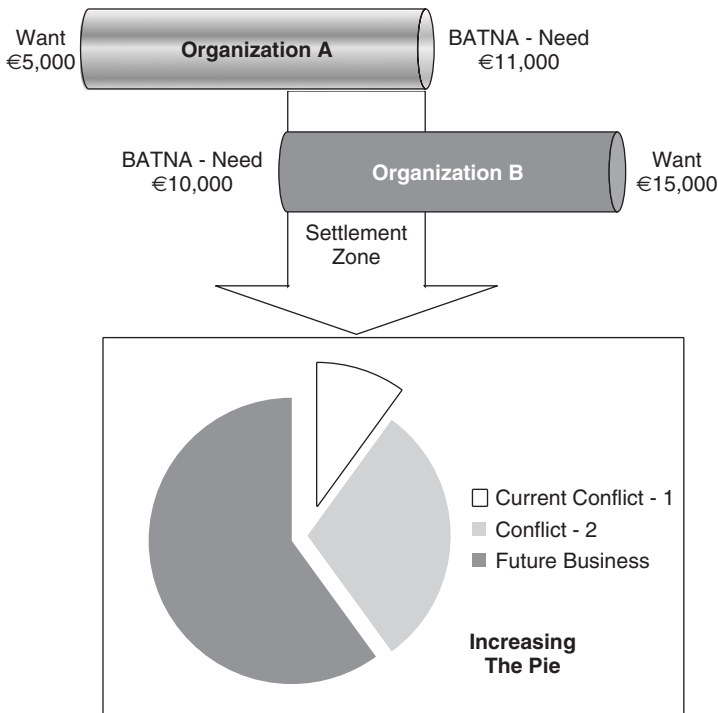 Want
€5,000
Organization A
BATNA - Need
€11,000
BATNA - Need
€10,000
Organization B
Want
€15,000
Settlement
Zone
Current Conflict - 1
Conflict - 2
Future Business
Increasing
The Pie